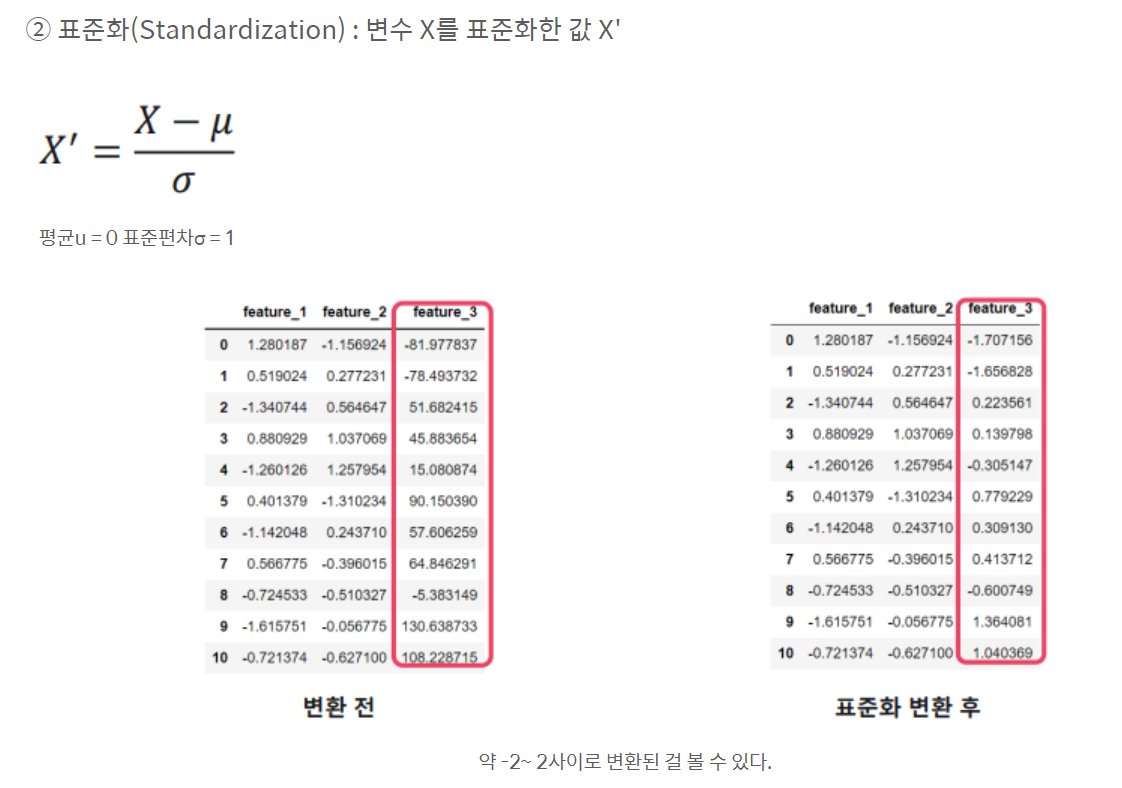 ② 표준화(Standardization) : 변수 X를 표준화한 값 X'
X′ = (X − μ) / σ
평균u = 0 표준편차σ = 1
feature_1 feature_2 feature_3
0 1.280187 -1.156924 -81.977837
1 0.519024 0.277231 -78.493732
2 -1.340744 0.564647 51.682415
3 0.880929 1.037069 45.883654
4 -1.260126 1.257954 15.080874
5 0.401379 -1.310234 90.150390
6 -1.142048 0.243710 57.606259
7 0.566775 -0.396015 64.846291
8 -0.724533 -0.510327 -5.383149
9 -1.615751 -0.056775 130.638733
10 -0.721374 -0.627100 108.228715
변환 전
feature_1 feature_2 feature_3
0 1.280187 -1.156924 -1.707156
1 0.519024 0.277231 -1.656828
2 -1.340744 0.564647 0.223561
3 0.880929 1.037069 0.139798
4 -1.260126 1.257954 -0.305147
5 0.401379 -1.310234 0.779229
6 -1.142048 0.243710 0.309130
7 0.566775 -0.396015 0.413712
8 -0.724533 -0.510327 -0.600749
9 -1.615751 -0.056775 1.364081
10 -0.721374 -0.627100 1.040369
표준화 변환 후
약 -2~ 2사이로 변환된 걸 볼 수 있다.